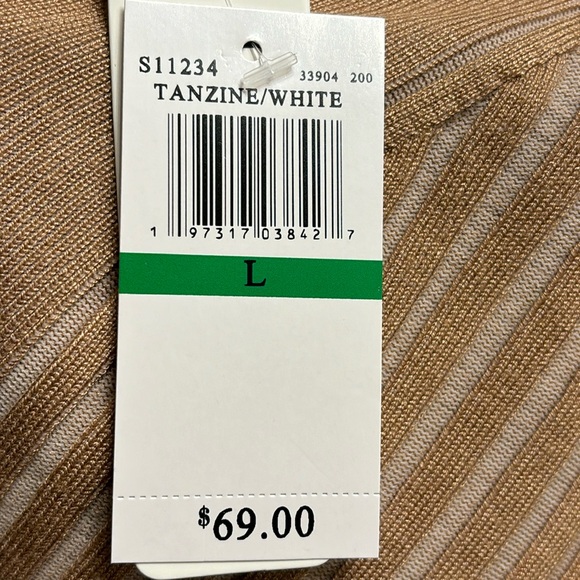 S11234 33904 200
TANZINE/WHITE
1 97317 03842 7
L
$69.00